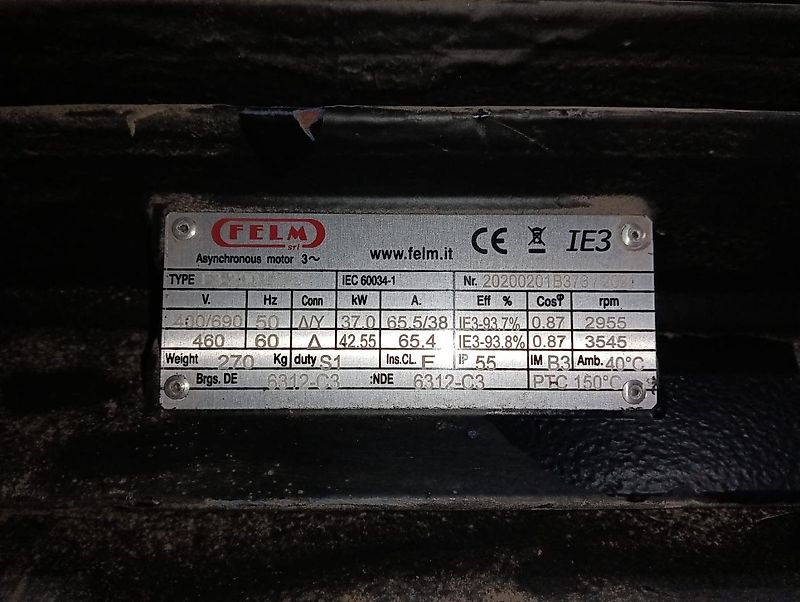 FELM srl CE IE3
Asynchronous motor 3~ www.felm.it
TYPE IEC 60034-1 Nr.
V. Hz Conn kW A. Eff % Cosφ rpm
400/690 50 Δ/Y 37.0 65.5/38 IE3-93.7% 0.87 2955
460 60 Δ 42.55 65.4 IE3-93.8% 0.87 3545
Weight 270 Kg duty S1 Ins.CL. F IP 55 IM B3 Amb. 40°C
Brgs. DE 6312-C3 :NDE 6312-C3 PTC 150°C